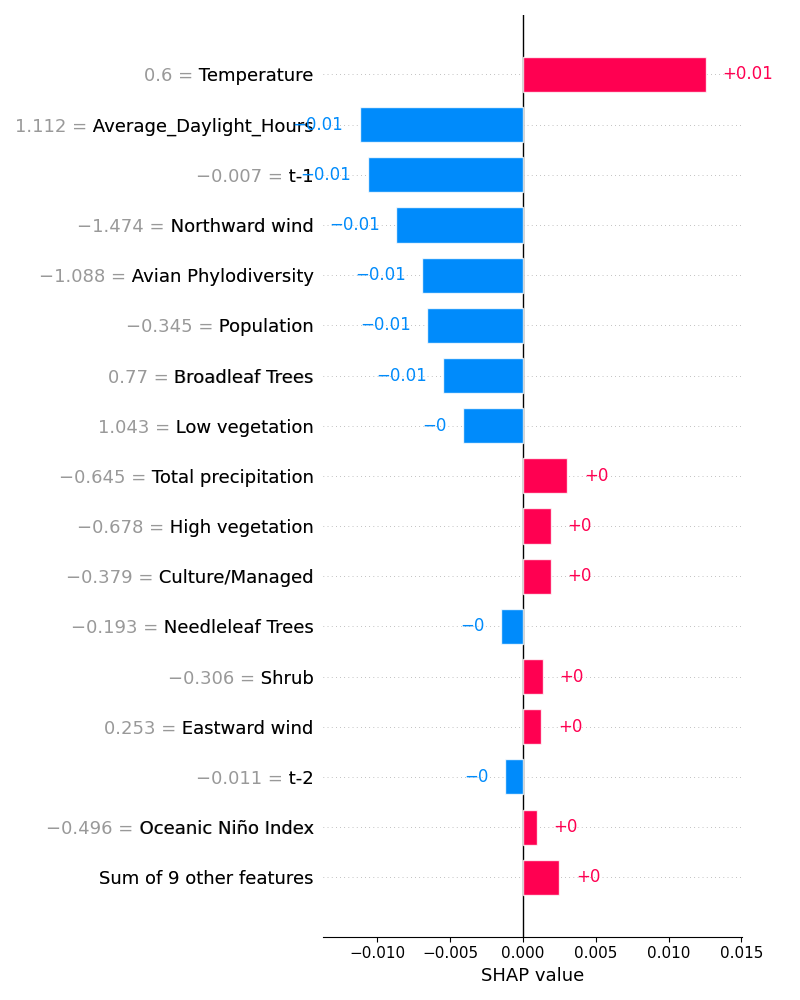 0.6 = Temperature +0.01
1.112 = Average_Daylight_Hours −0.01
−0.007 = t-1 −0.01
−1.474 = Northward wind −0.01
−1.088 = Avian Phylodiversity −0.01
−0.345 = Population −0.01
0.77 = Broadleaf Trees −0.01
1.043 = Low vegetation −0
−0.645 = Total precipitation +0
−0.678 = High vegetation +0
−0.379 = Culture/Managed +0
−0.193 = Needleleaf Trees −0
−0.306 = Shrub +0
0.253 = Eastward wind +0
−0.011 = t-2 −0
−0.496 = Oceanic Niño Index +0
Sum of 9 other features +0
−0.010 −0.005 0.000 0.005 0.010 0.015
SHAP value